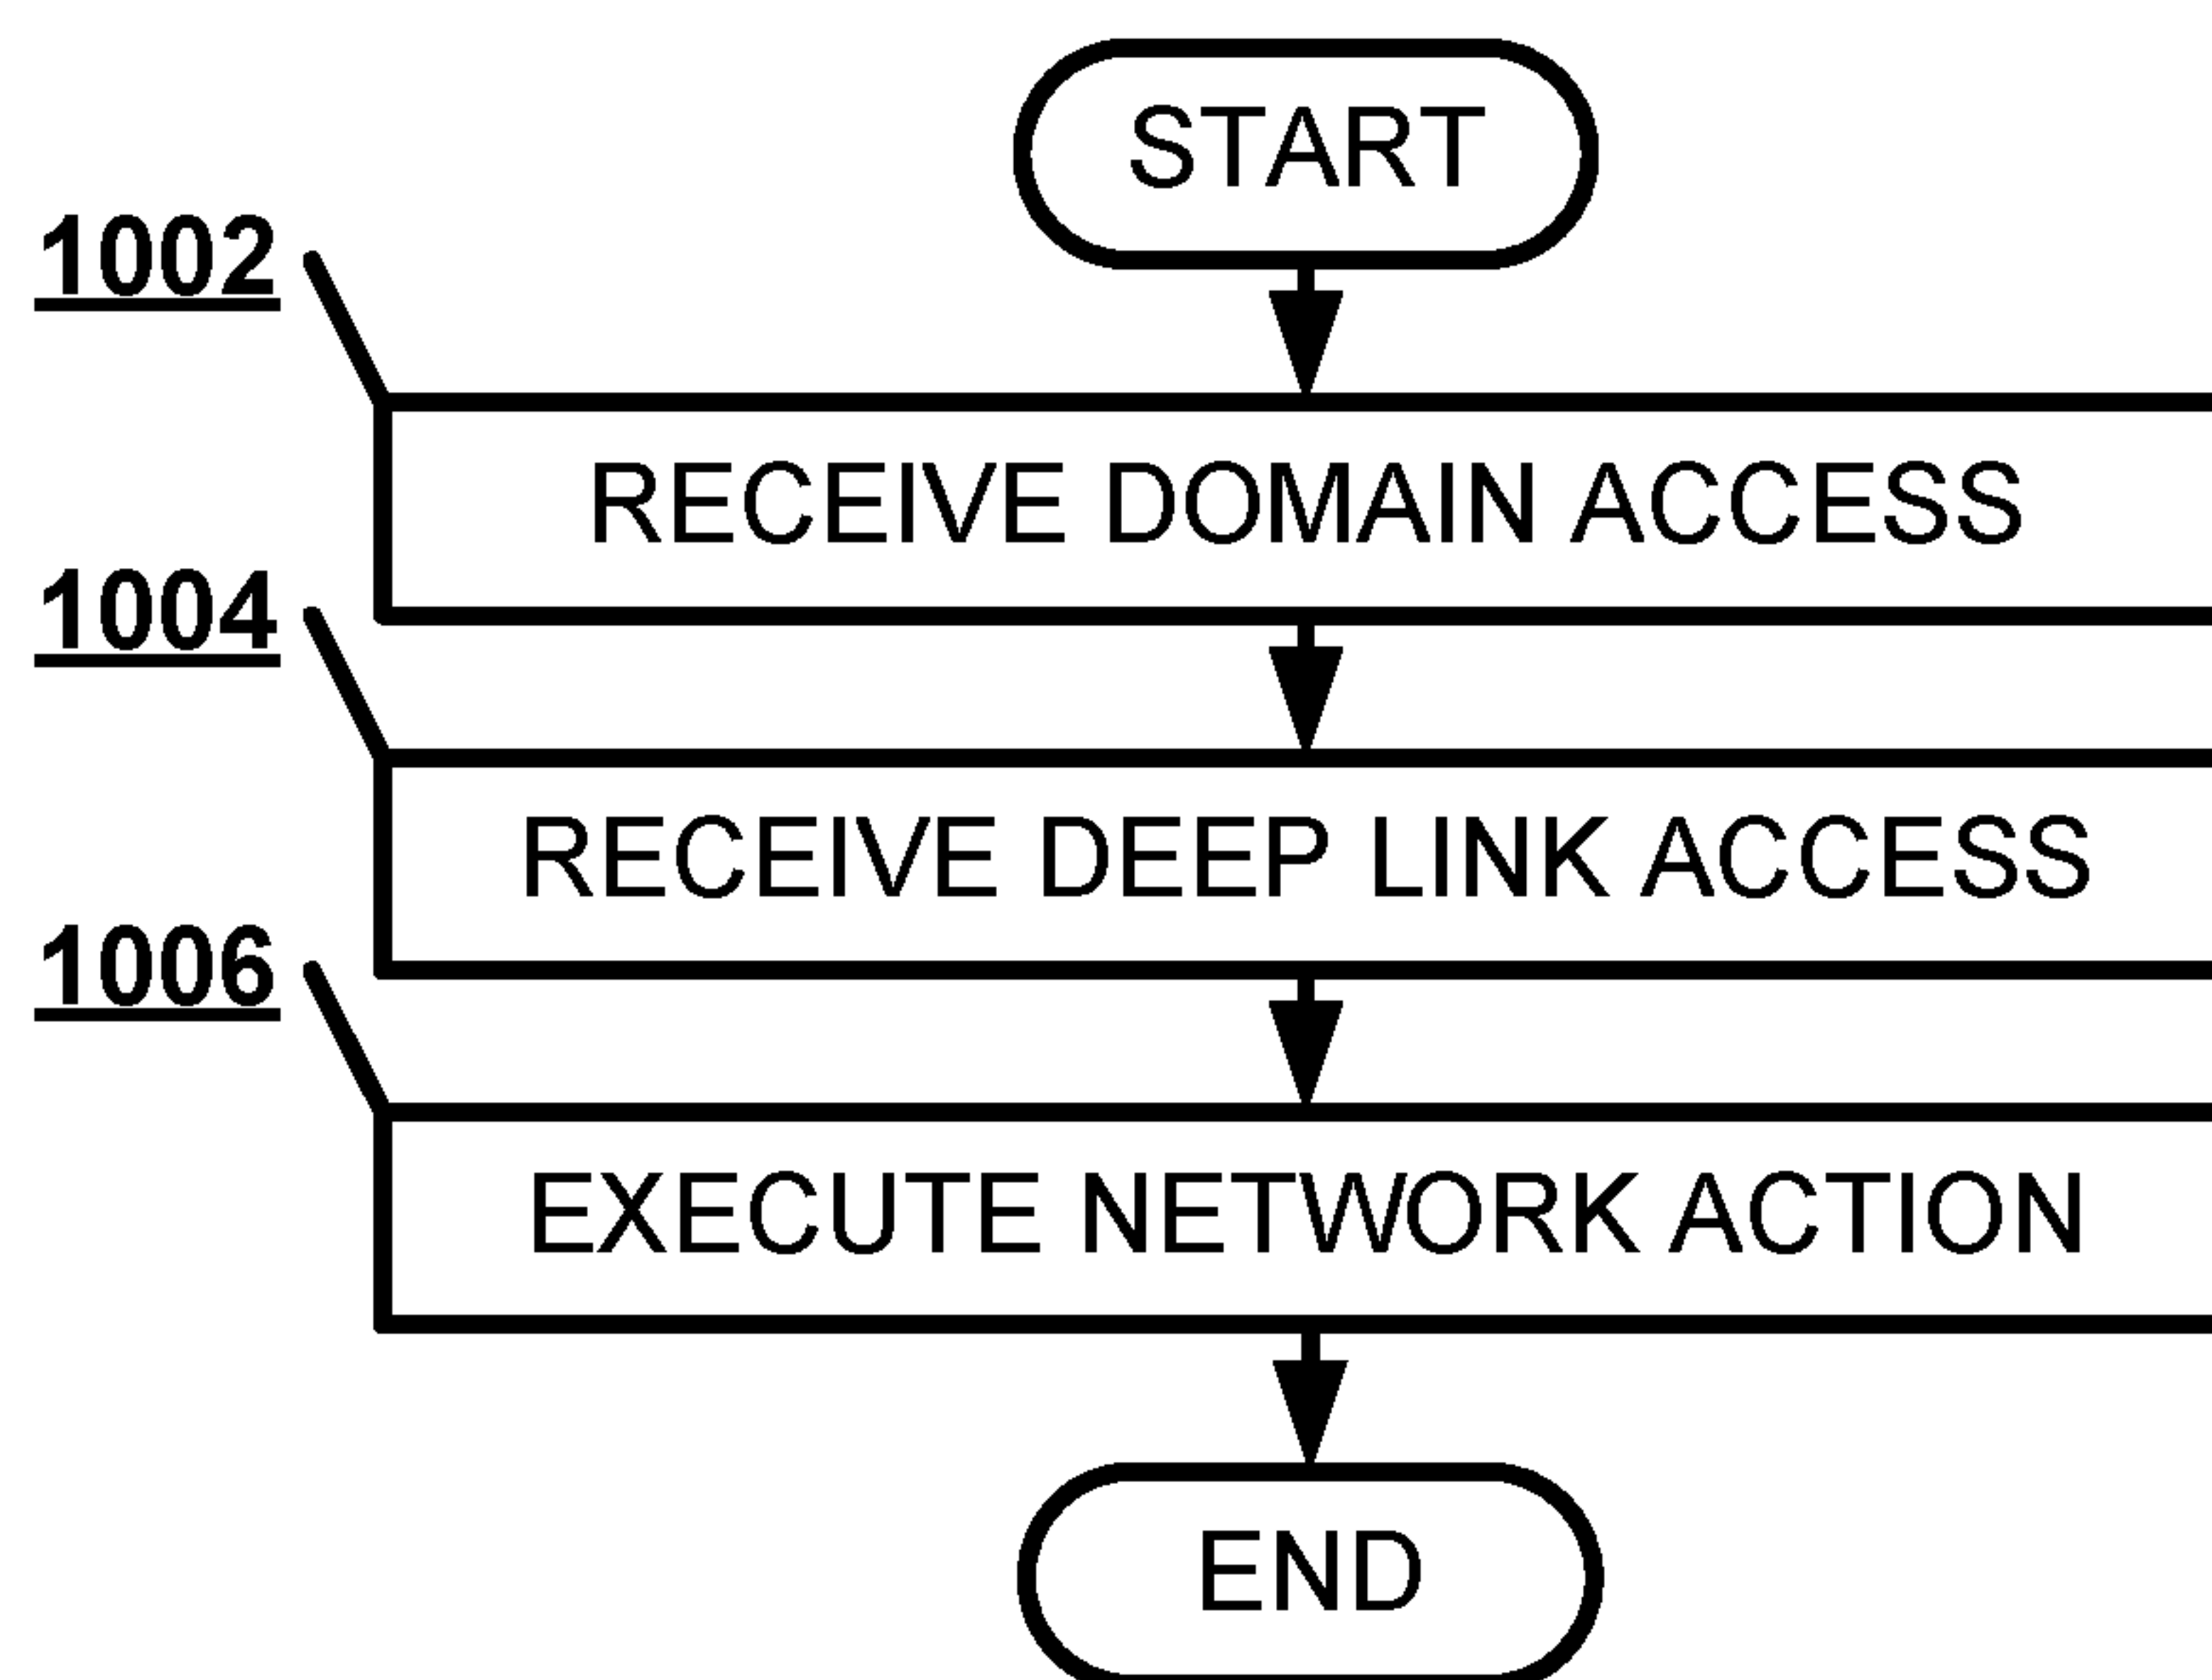 START
1002
RECEIVE DOMAIN ACCESS
1004
RECEIVE DEEP LINK ACCESS
1006
EXECUTE NETWORK ACTION
END